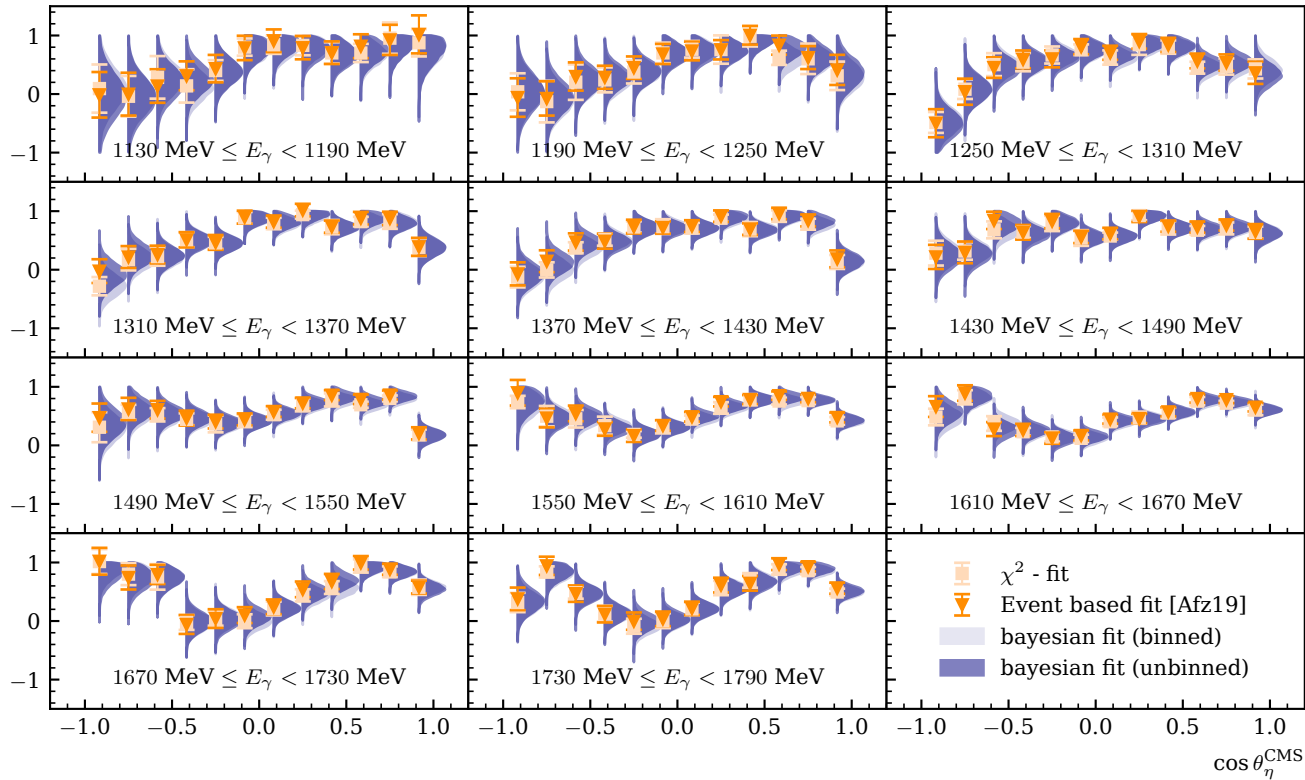 1
0
−1
1130 MeV ≤ Eγ < 1190 MeV
1190 MeV ≤ Eγ < 1250 MeV
1250 MeV ≤ Eγ < 1310 MeV
1
0
−1
1310 MeV ≤ Eγ < 1370 MeV
1370 MeV ≤ Eγ < 1430 MeV
1430 MeV ≤ Eγ < 1490 MeV
1
0
−1
1490 MeV ≤ Eγ < 1550 MeV
1550 MeV ≤ Eγ < 1610 MeV
1610 MeV ≤ Eγ < 1670 MeV
1
0
−1
1670 MeV ≤ Eγ < 1730 MeV
1730 MeV ≤ Eγ < 1790 MeV
χ² - fit
Event based fit [Afz19]
bayesian fit (binned)
bayesian fit (unbinned)
−1.0 −0.5 0.0 0.5 1.0
−1.0 −0.5 0.0 0.5 1.0
−1.0 −0.5 0.0 0.5 1.0
cos θ_η^CMS